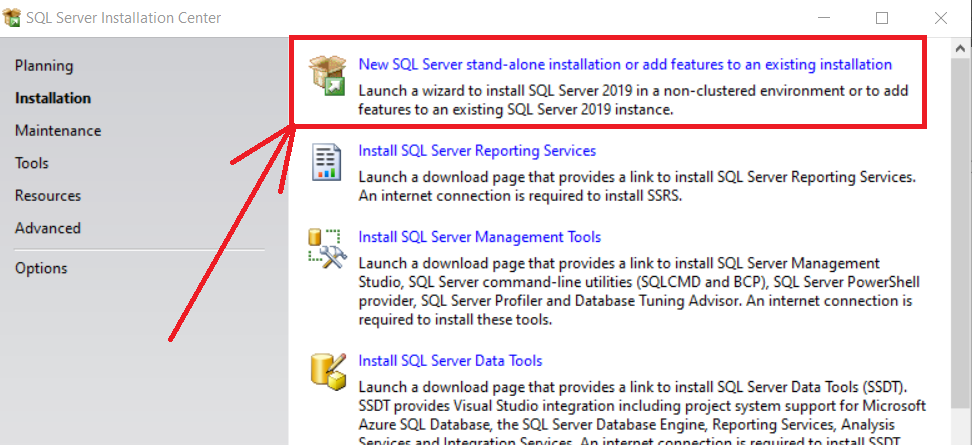 SQL Server Installation Center
Planning
Installation
Maintenance
Tools
Resources
Advanced
Options
New SQL Server stand-alone installation or add features to an existing installation
Launch a wizard to install SQL Server 2019 in a non-clustered environment or to add
features to an existing SQL Server 2019 instance.
Install SQL Server Reporting Services
Launch a download page that provides a link to install SQL Server Reporting Services.
An internet connection is required to install SSRS.
Install SQL Server Management Tools
Launch a download page that provides a link to install SQL Server Management
Studio, SQL Server command-line utilities (SQLCMD and BCP), SQL Server PowerShell
provider, SQL Server Profiler and Database Tuning Advisor. An internet connection is
required to install these tools.
Install SQL Server Data Tools
Launch a download page that provides a link to install SQL Server Data Tools (SSDT).
SSDT provides Visual Studio integration including project system support for Microsoft
Azure SQL Database, the SQL Server Database Engine, Reporting Services, Analysis
Services and Integration Services. An internet connection is required to install SSDT.